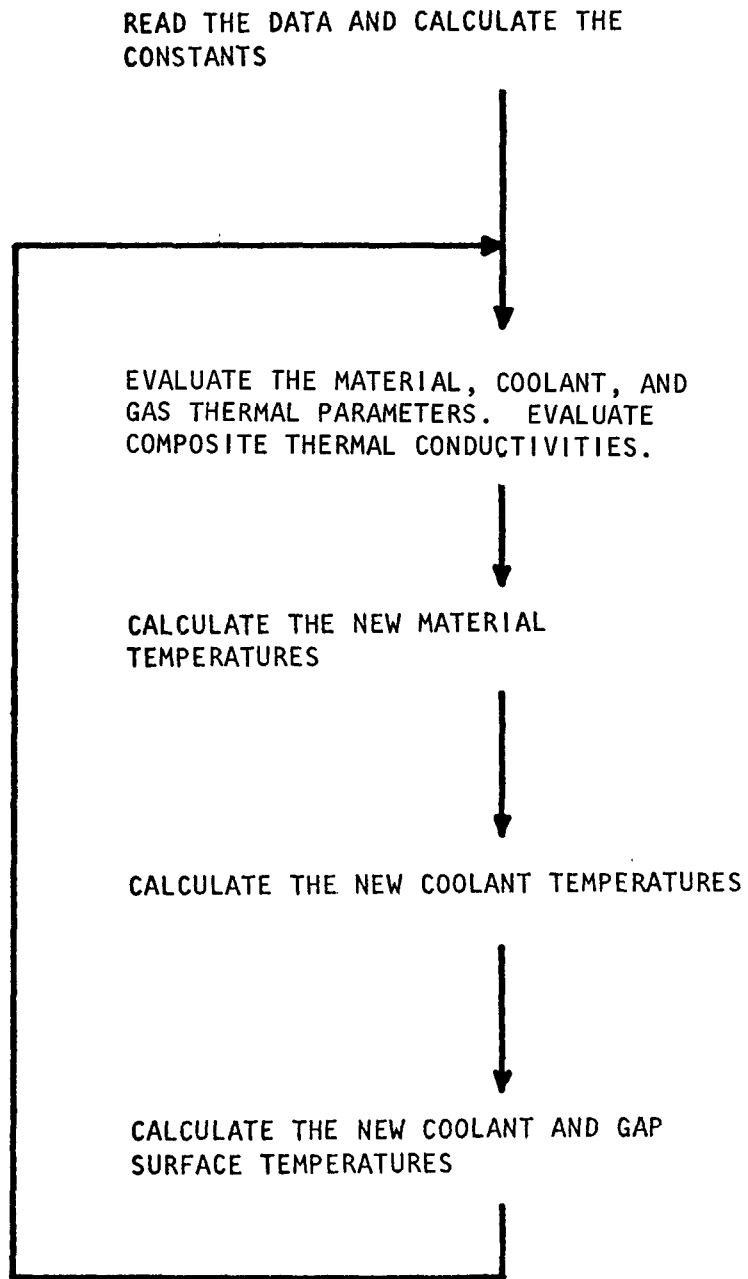 READ THE DATA AND CALCULATE THE
CONSTANTS
EVALUATE THE MATERIAL, COOLANT, AND
GAS THERMAL PARAMETERS. EVALUATE
COMPOSITE THERMAL CONDUCTIVITIES.
CALCULATE THE NEW MATERIAL
TEMPERATURES
CALCULATE THE NEW COOLANT TEMPERATURES
CALCULATE THE NEW COOLANT AND GAP
SURFACE TEMPERATURES